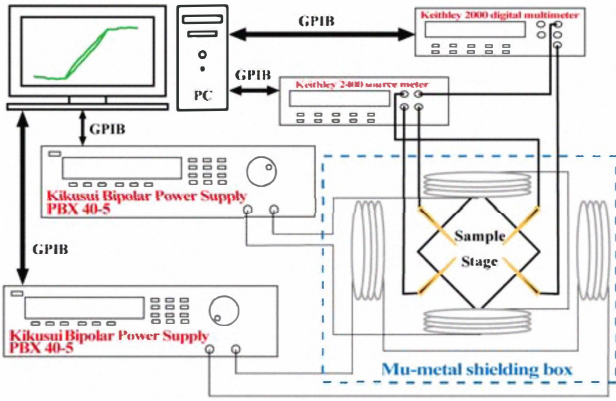 Keithley 2000 digital multimeter
GPIB
GPIB
Keithley 2400 source meter
PC
GPIB
Kikusui Bipolar Power Supply
PBX 40-5
Sample
Stage
GPIB
Kikusui Bipolar Power Supply
PBX 40-5
Mu-metal shielding box